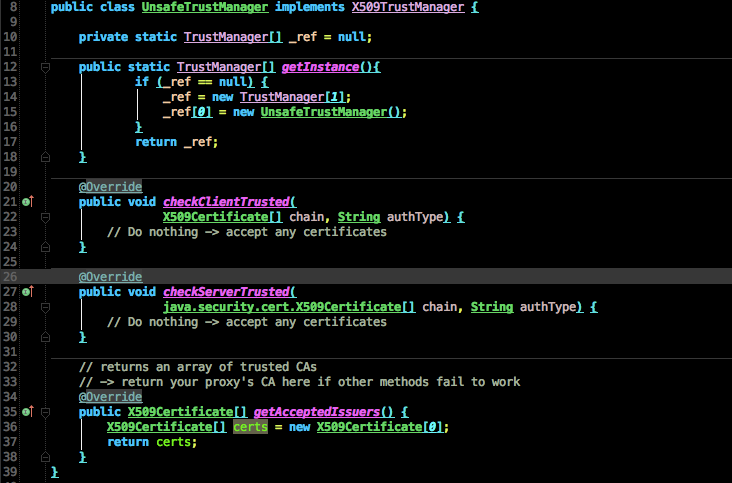 8 public class UnsafeTrustManager implements X509TrustManager {
9
10 private static TrustManager[] _ref = null;
11
12 public static TrustManager[] getInstance(){
13 if (_ref == null) {
14 _ref = new TrustManager[1];
15 _ref[0] = new UnsafeTrustManager();
16 }
17 return _ref;
18 }
19
20 @Override
21 public void checkClientTrusted(
22 X509Certificate[] chain, String authType) {
23 // Do nothing -> accept any certificates
24 }
25
26 @Override
27 public void checkServerTrusted(
28 java.security.cert.X509Certificate[] chain, String authType) {
29 // Do nothing -> accept any certificates
30 }
31
32 // returns an array of trusted CAs
33 // -> return your proxy's CA here if other methods fail to work
34 @Override
35 public X509Certificate[] getAcceptedIssuers() {
36 X509Certificate[] certs = new X509Certificate[0];
37 return certs;
38 }
39 }